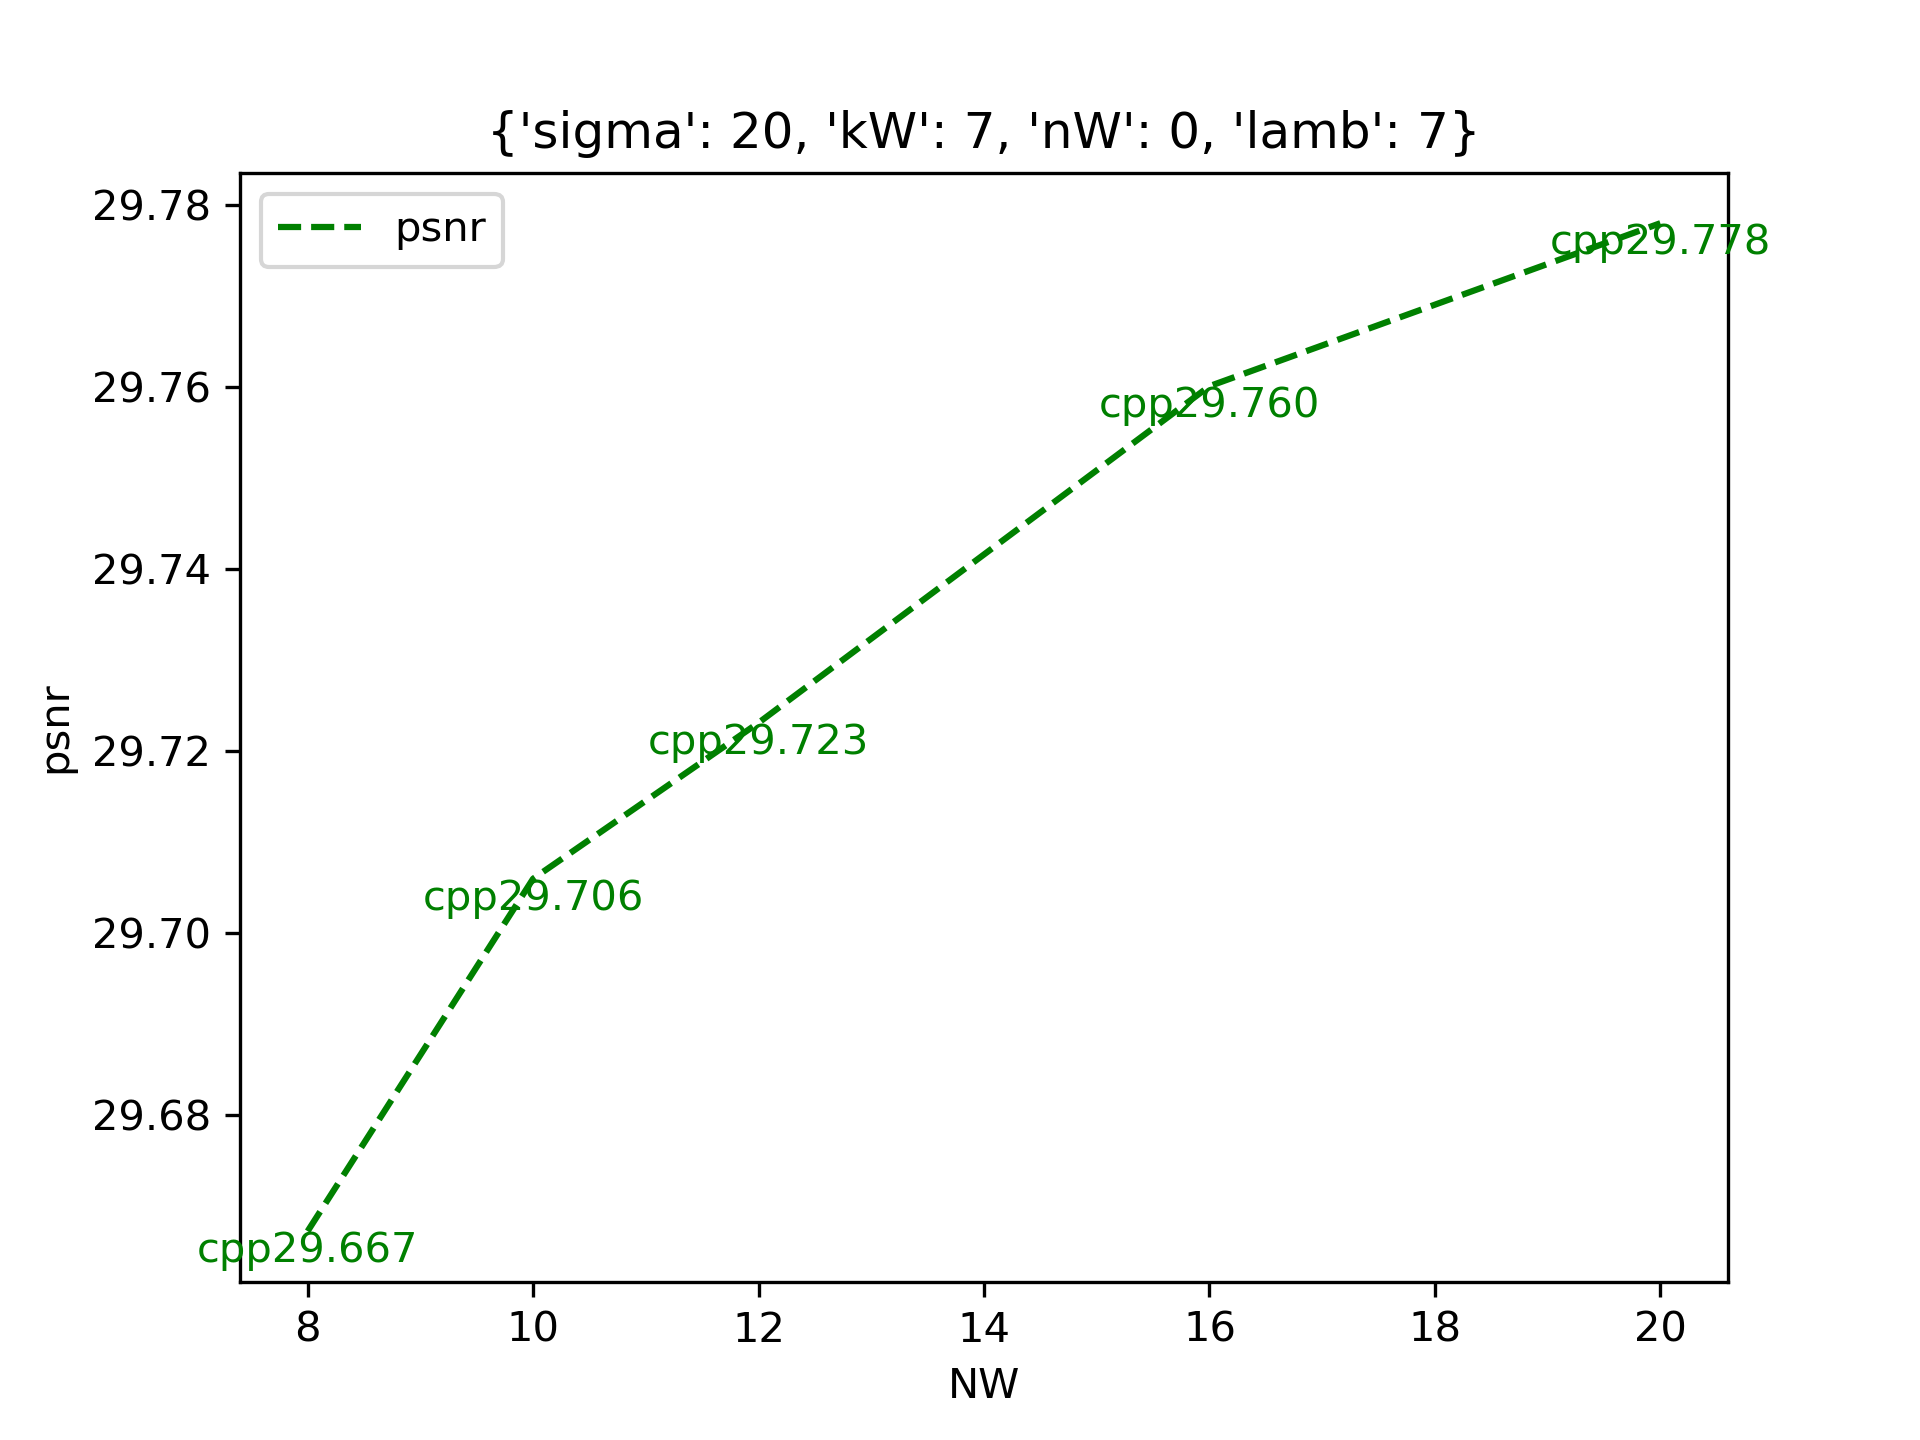 {'sigma': 20, 'kW': 7, 'nW': 0, 'lamb': 7}
psnr
29.78
29.76
29.74
29.72
29.70
29.68
psnr
cpp29.778
cpp29.760
cpp29.723
cpp29.706
cpp29.667
8 10 12 14 16 18 20
NW